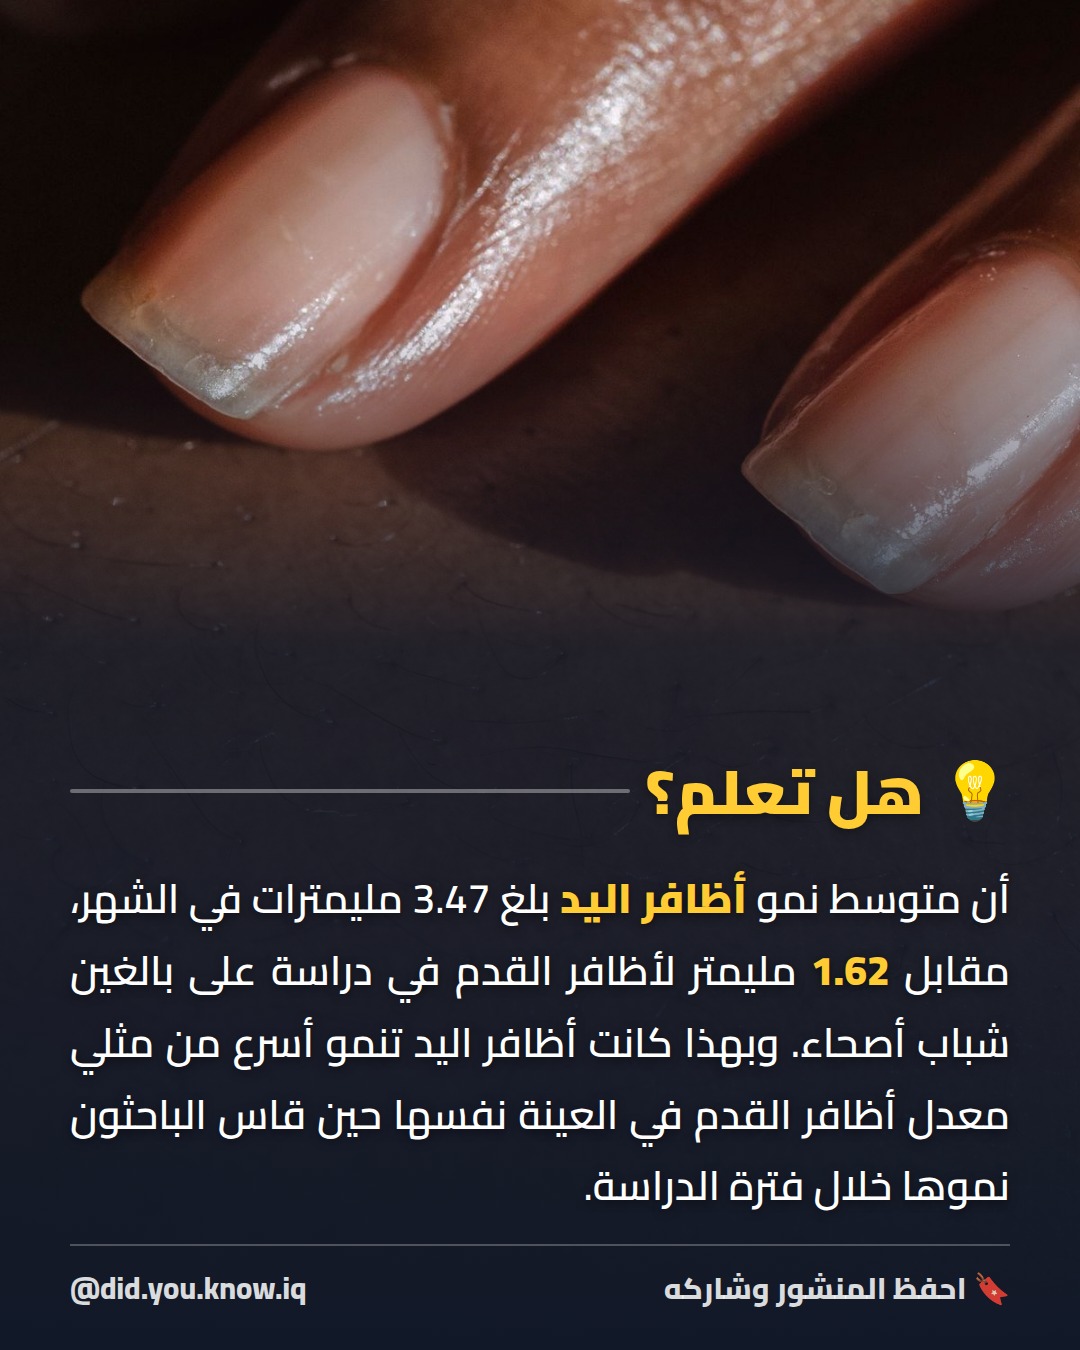 هل تعلم؟
أن متوسط نمو أظافر اليد بلغ 3.47 مليمترات في الشهر،
مقابل 1.62 مليمتر لأظافر القدم في دراسة على بالغين
شباب أصحاء. وبهذا كانت أظافر اليد تنمو أسرع من مثلي
معدل أظافر القدم في العينة نفسها حين قاس الباحثون
نموها خلال فترة الدراسة.
احفظ المنشور وشاركه
@did.you.know.iq